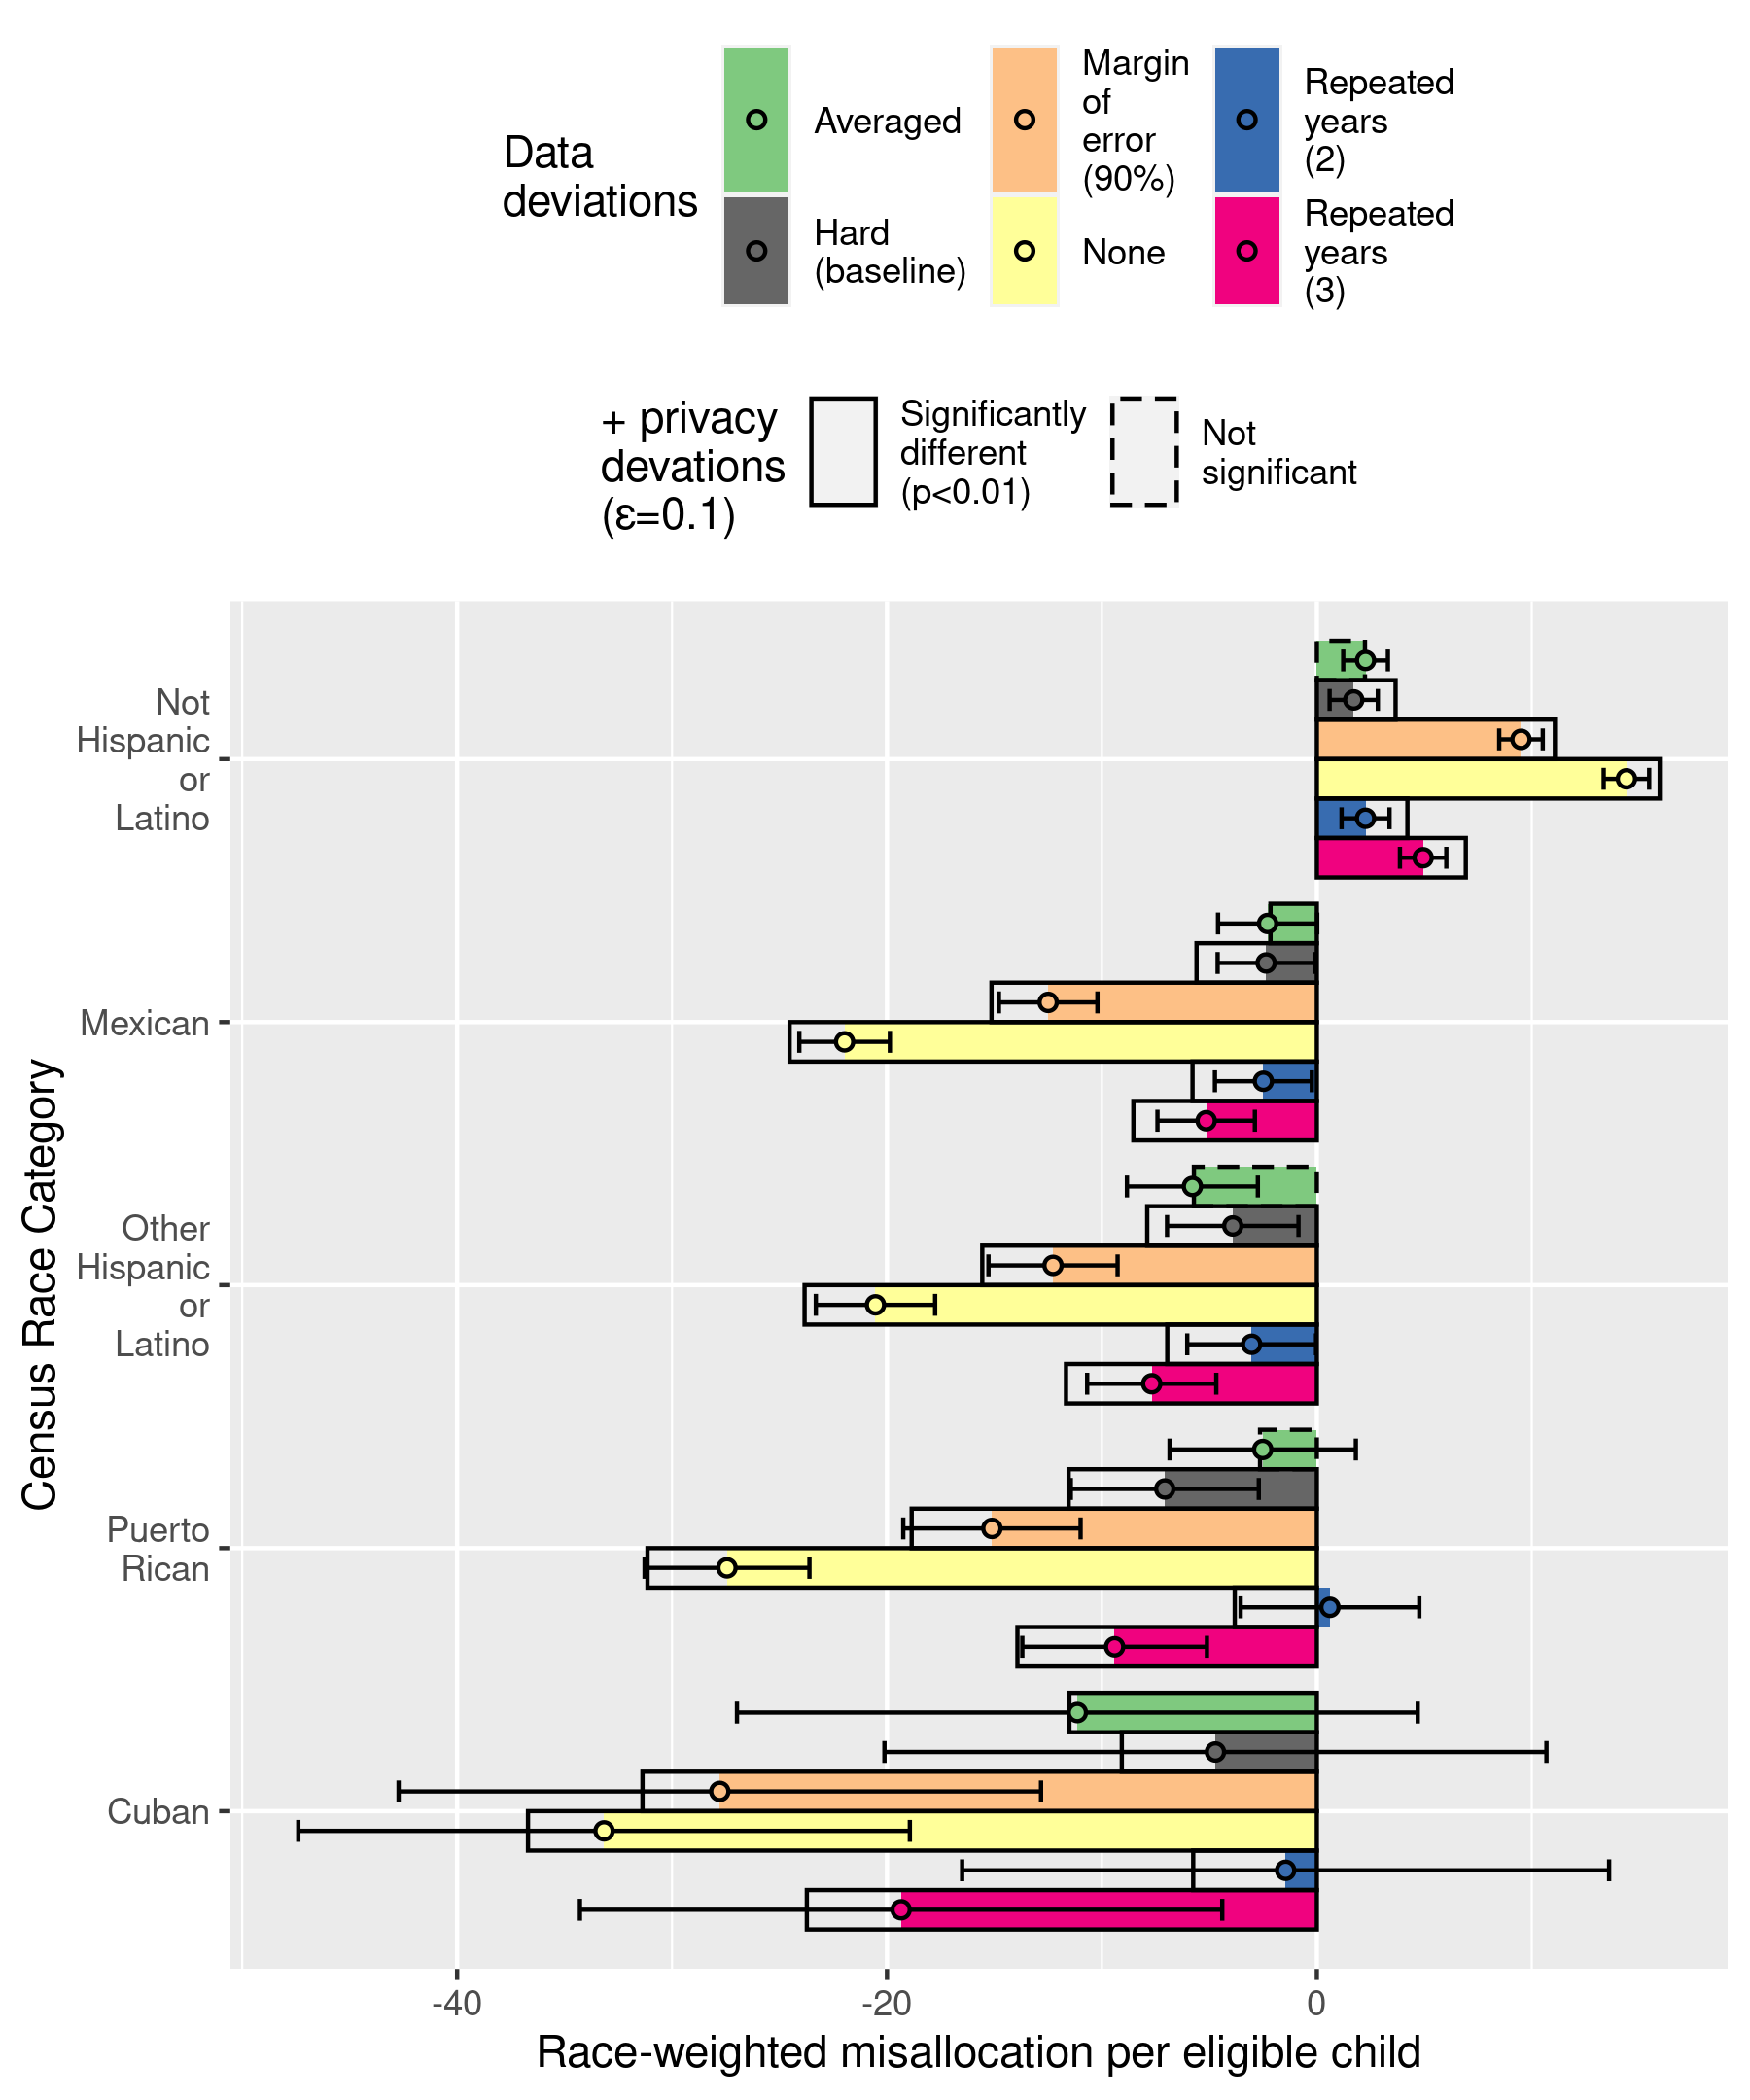 Data
deviations
Averaged
Hard
(baseline)
Margin
of
error
(90%)
None
Repeated
years
(2)
Repeated
years
(3)
+ privacy
devations
(ε=0.1)
Significantly
different
(p<0.01)
Not
significant
Census Race Category
Not
Hispanic
or
Latino
Mexican
Other
Hispanic
or
Latino
Puerto
Rican
Cuban
-40
-20
0
Race-weighted misallocation per eligible child